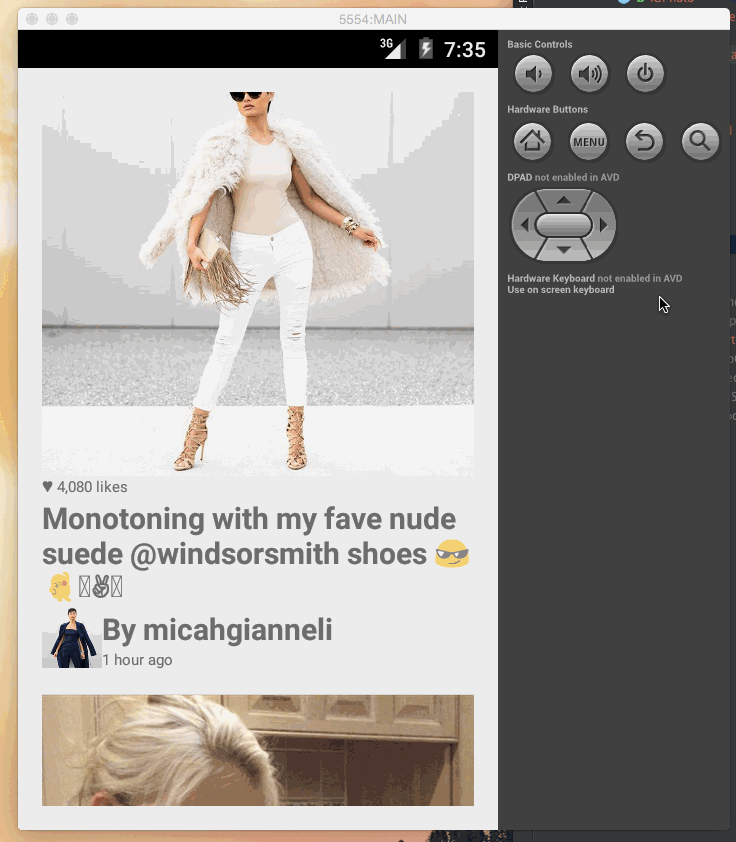 5554:MAIN
3G
7:35
Basic Controls
Hardware Buttons
MENU
DPAD not enabled in AVD
Hardware Keyboard not enabled in AVD
Use on screen keyboard
♥ 4,080 likes
Monotoning with my fave nude
suede @windsorsmith shoes 😎
By micahgianneli
1 hour ago